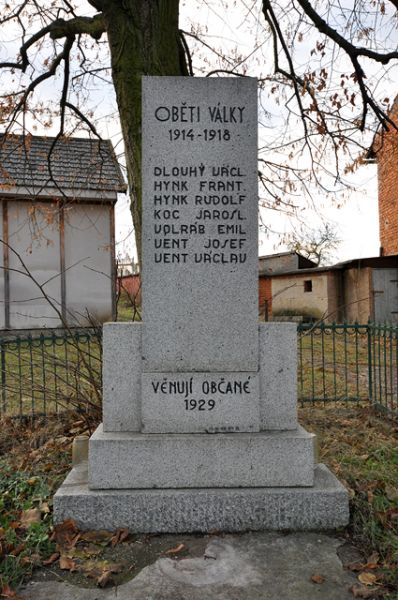 OBĚTI VÁLKY
1914-1918
DLOUHÝ VÁCL.
HYNK FRANT.
HYNK RUDOLF
KOC JAROSL.
VOLRÁB EMIL
VENT JOSEF
VENT VÁCLAV
VĚNUJÍ OBČANÉ
1929